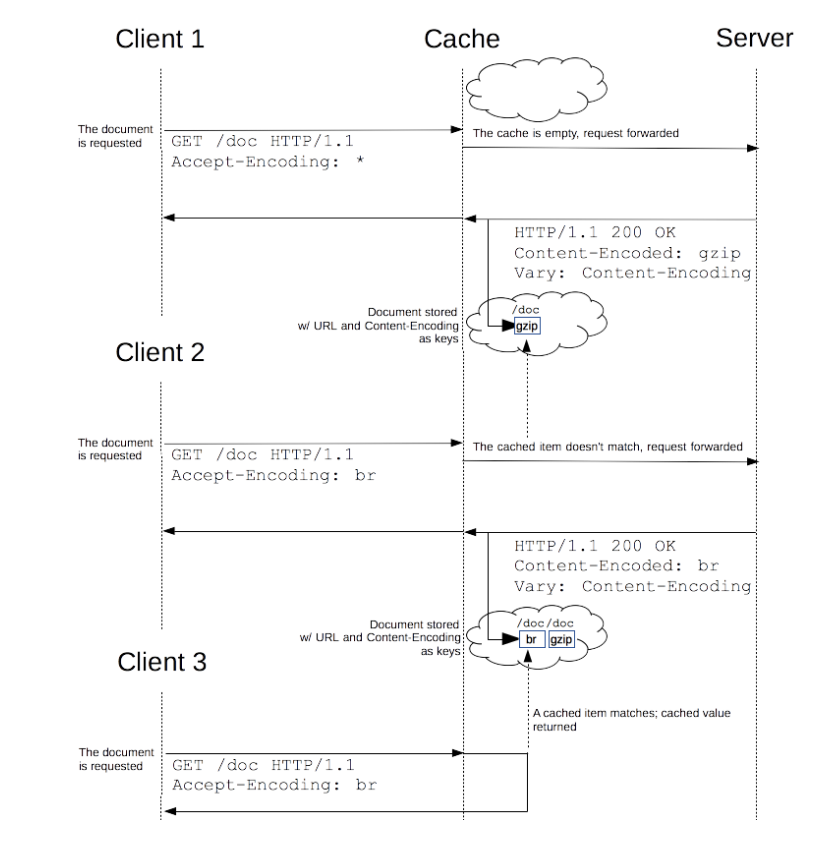 Client 1
Cache
Server
The document
is requested
GET /doc HTTP/1.1
Accept-Encoding: *
The cache is empty, request forwarded
HTTP/1.1 200 OK
Content-Encoded: gzip
Vary: Content-Encoding
Document stored
w/ URL and Content-Encoding
as keys
/doc
gzip
Client 2
The document
is requested
GET /doc HTTP/1.1
Accept-Encoding: br
The cached item doesn't match, request forwarded
HTTP/1.1 200 OK
Content-Encoded: br
Vary: Content-Encoding
Document stored
w/ URL and Content-Encoding
as keys
/doc /doc
br gzip
Client 3
A cached item matches; cached value
returned
The document
is requested
GET /doc HTTP/1.1
Accept-Encoding: br